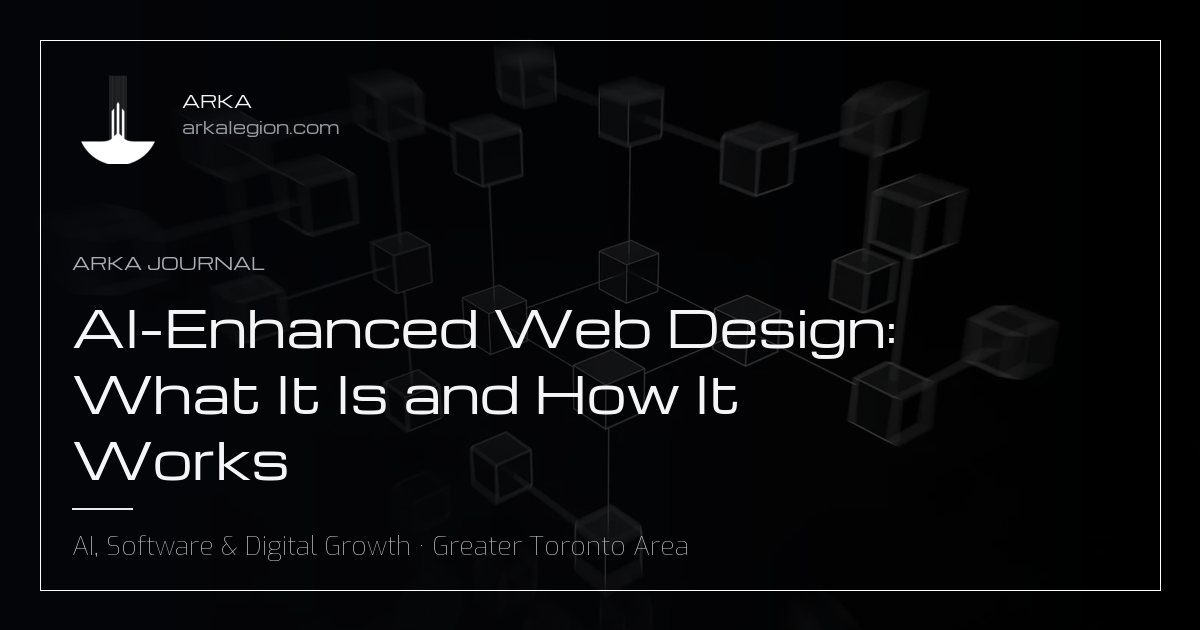 ARKA
arkalegion.com
ARKA JOURNAL
AI-Enhanced Web Design:
What It Is and How It
Works
AI, Software & Digital Growth · Greater Toronto Area